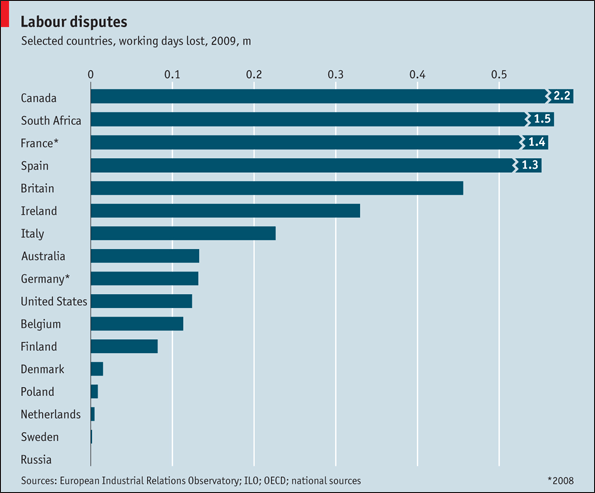 Labour disputes
Selected countries, working days lost, 2009, m
0 0.1 0.2 0.3 0.4 0.5
Canada 2.2
South Africa 1.5
France* 1.4
Spain 1.3
Britain
Ireland
Italy
Australia
Germany*
United States
Belgium
Finland
Denmark
Poland
Netherlands
Sweden
Russia
Sources: European Industrial Relations Observatory; ILO; OECD; national sources *2008